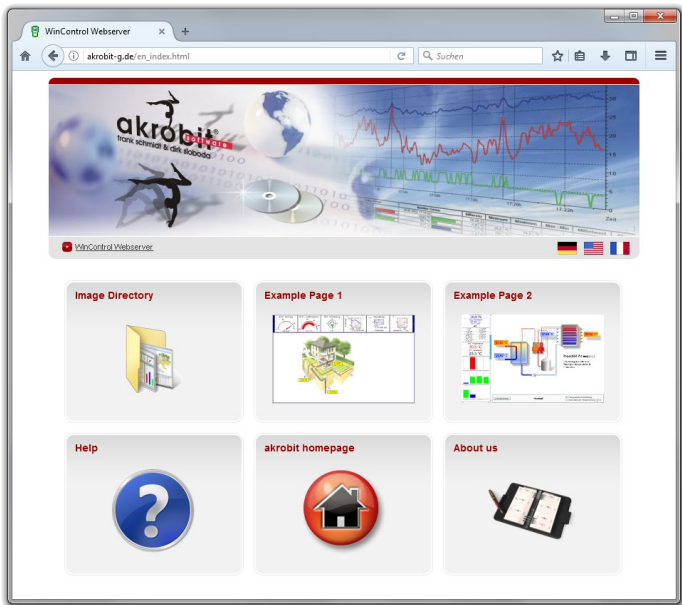 WinControl Webserver
akrobit-g.de/en_index.html
Suchen
akrobit®
software
frank schmidt & dirk sloboda
Zeit
WinControl Webserver
Image Directory
Example Page 1
Example Page 2
Help
akrobit homepage
About us